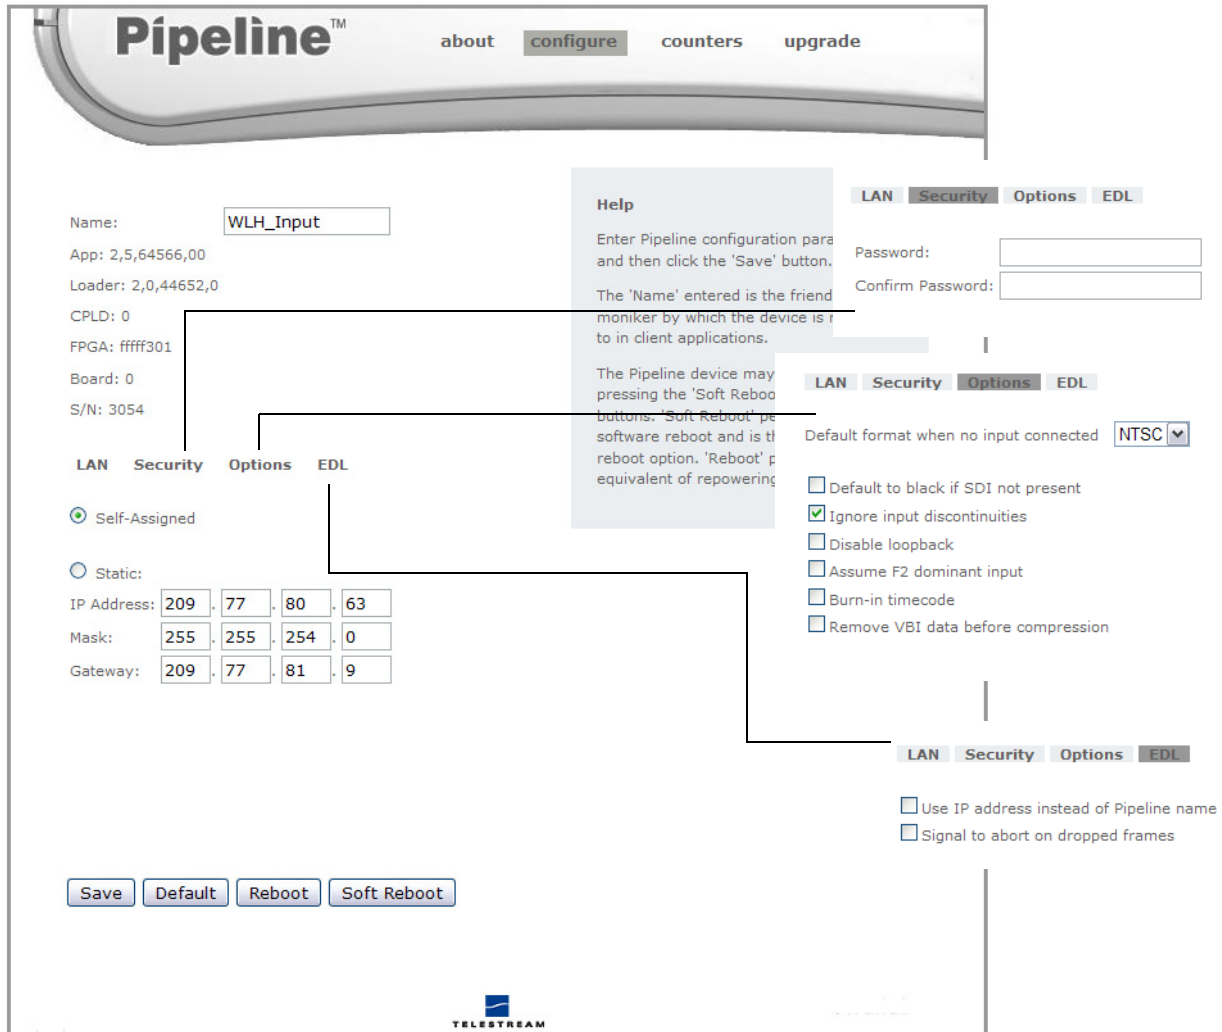 Pipeline™
about configure counters upgrade
Name: WLH_Input
App: 2,5,64566,00
Loader: 2,0,44652,0
CPLD: 0
FPGA: fffff301
Board: 0
S/N: 3054
LAN Security Options EDL
Self-Assigned
Static:
IP Address: 209 . 77 . 80 . 63
Mask: 255 . 255 . 254 . 0
Gateway: 209 . 77 . 81 . 9
Help
Enter Pipeline configuration para
and then click the 'Save' button.
The 'Name' entered is the friend
moniker by which the device is
to in client applications.
The Pipeline device may
pressing the 'Soft Reboo
buttons. 'Soft Reboot' pe
software reboot and is th
reboot option. 'Reboot' p
equivalent of repowering
LAN Security Options EDL
Password:
Confirm Password:
LAN Security Options EDL
Default format when no input connected NTSC
Default to black if SDI not present
Ignore input discontinuities
Disable loopback
Assume F2 dominant input
Burn-in timecode
Remove VBI data before compression
LAN Security Options EDL
Use IP address instead of Pipeline name
Signal to abort on dropped frames
Save Default Reboot Soft Reboot
TELESTREAM